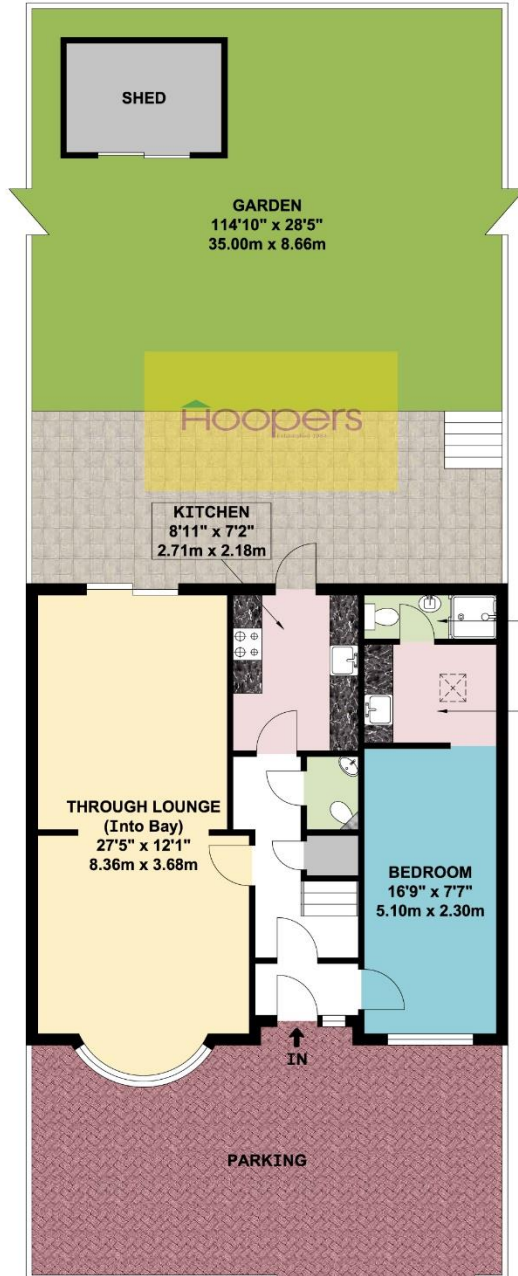 SHED
GARDEN
114'10" x 28'5"
35.00m x 8.66m
Hoopers
KITCHEN
8'11" x 7'2"
2.71m x 2.18m
THROUGH LOUNGE
(Into Bay)
27'5" x 12'1"
8.36m x 3.68m
BEDROOM
16'9" x 7'7"
5.10m x 2.30m
IN
PARKING